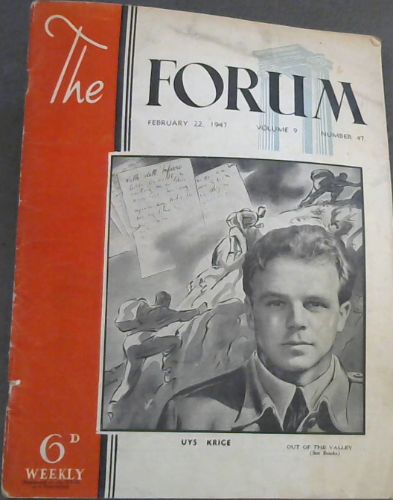 The
FORUM
FEBRUARY 22, 1947 VOLUME 9 NUMBER 47
UYS KRIGE
OUT OF THE VALLEY
(See Books)
6D
WEEKLY